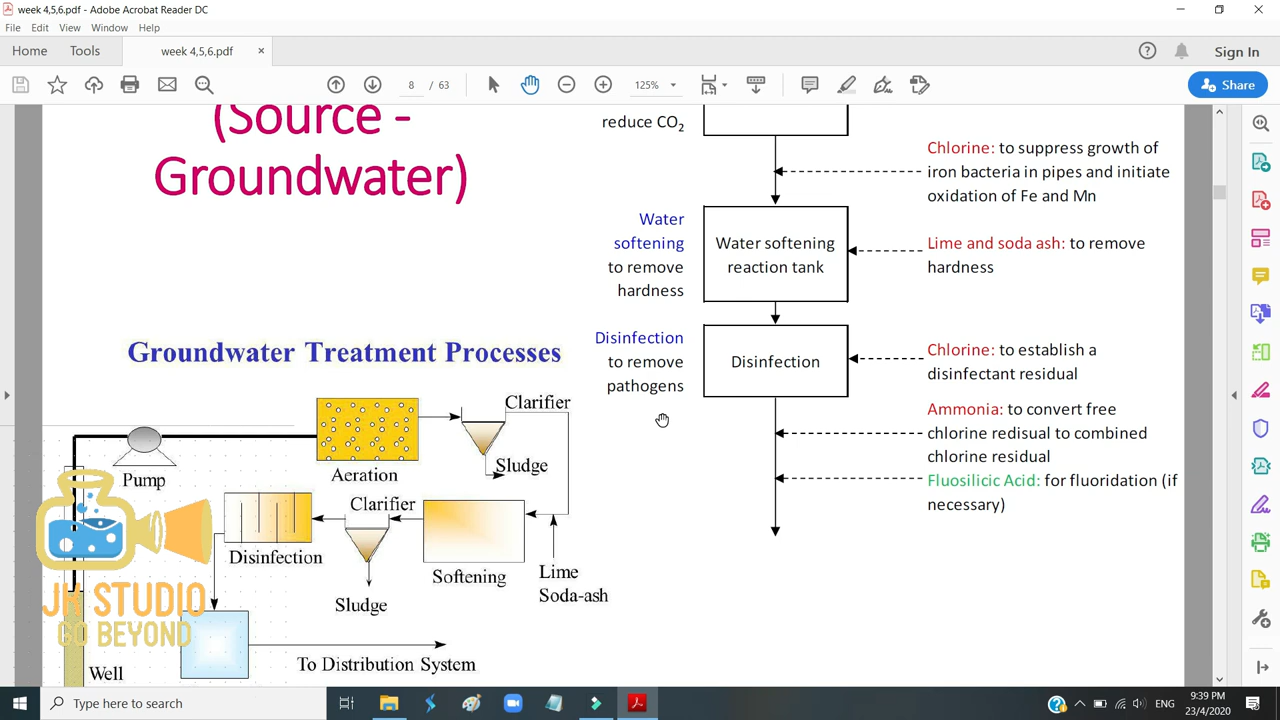 week 4,5,6.pdf - Adobe Acrobat Reader DC
File Edit View Window Help
Home Tools week 4,5,6.pdf × Sign In
8 / 63 125% Share
(Source -
Groundwater)
reduce CO₂
Chlorine: to suppress growth of
iron bacteria in pipes and initiate
oxidation of Fe and Mn
Water
softening
to remove
hardness
Water softening
reaction tank
Lime and soda ash: to remove
hardness
Disinfection
to remove
pathogens
Disinfection
Chlorine: to establish a
disinfectant residual
Ammonia: to convert free
chlorine redisual to combined
chlorine residual
Fluosilicic Acid: for fluoridation (if
necessary)
Groundwater Treatment Processes
Clarifier
Sludge
Aeration
Pump
Clarifier
Disinfection
Softening
Lime
Soda-ash
Sludge
JK STUDIO
GO BEYOND
To Distribution System
Well
Type here to search
ENG
9:39 PM
23/4/2020